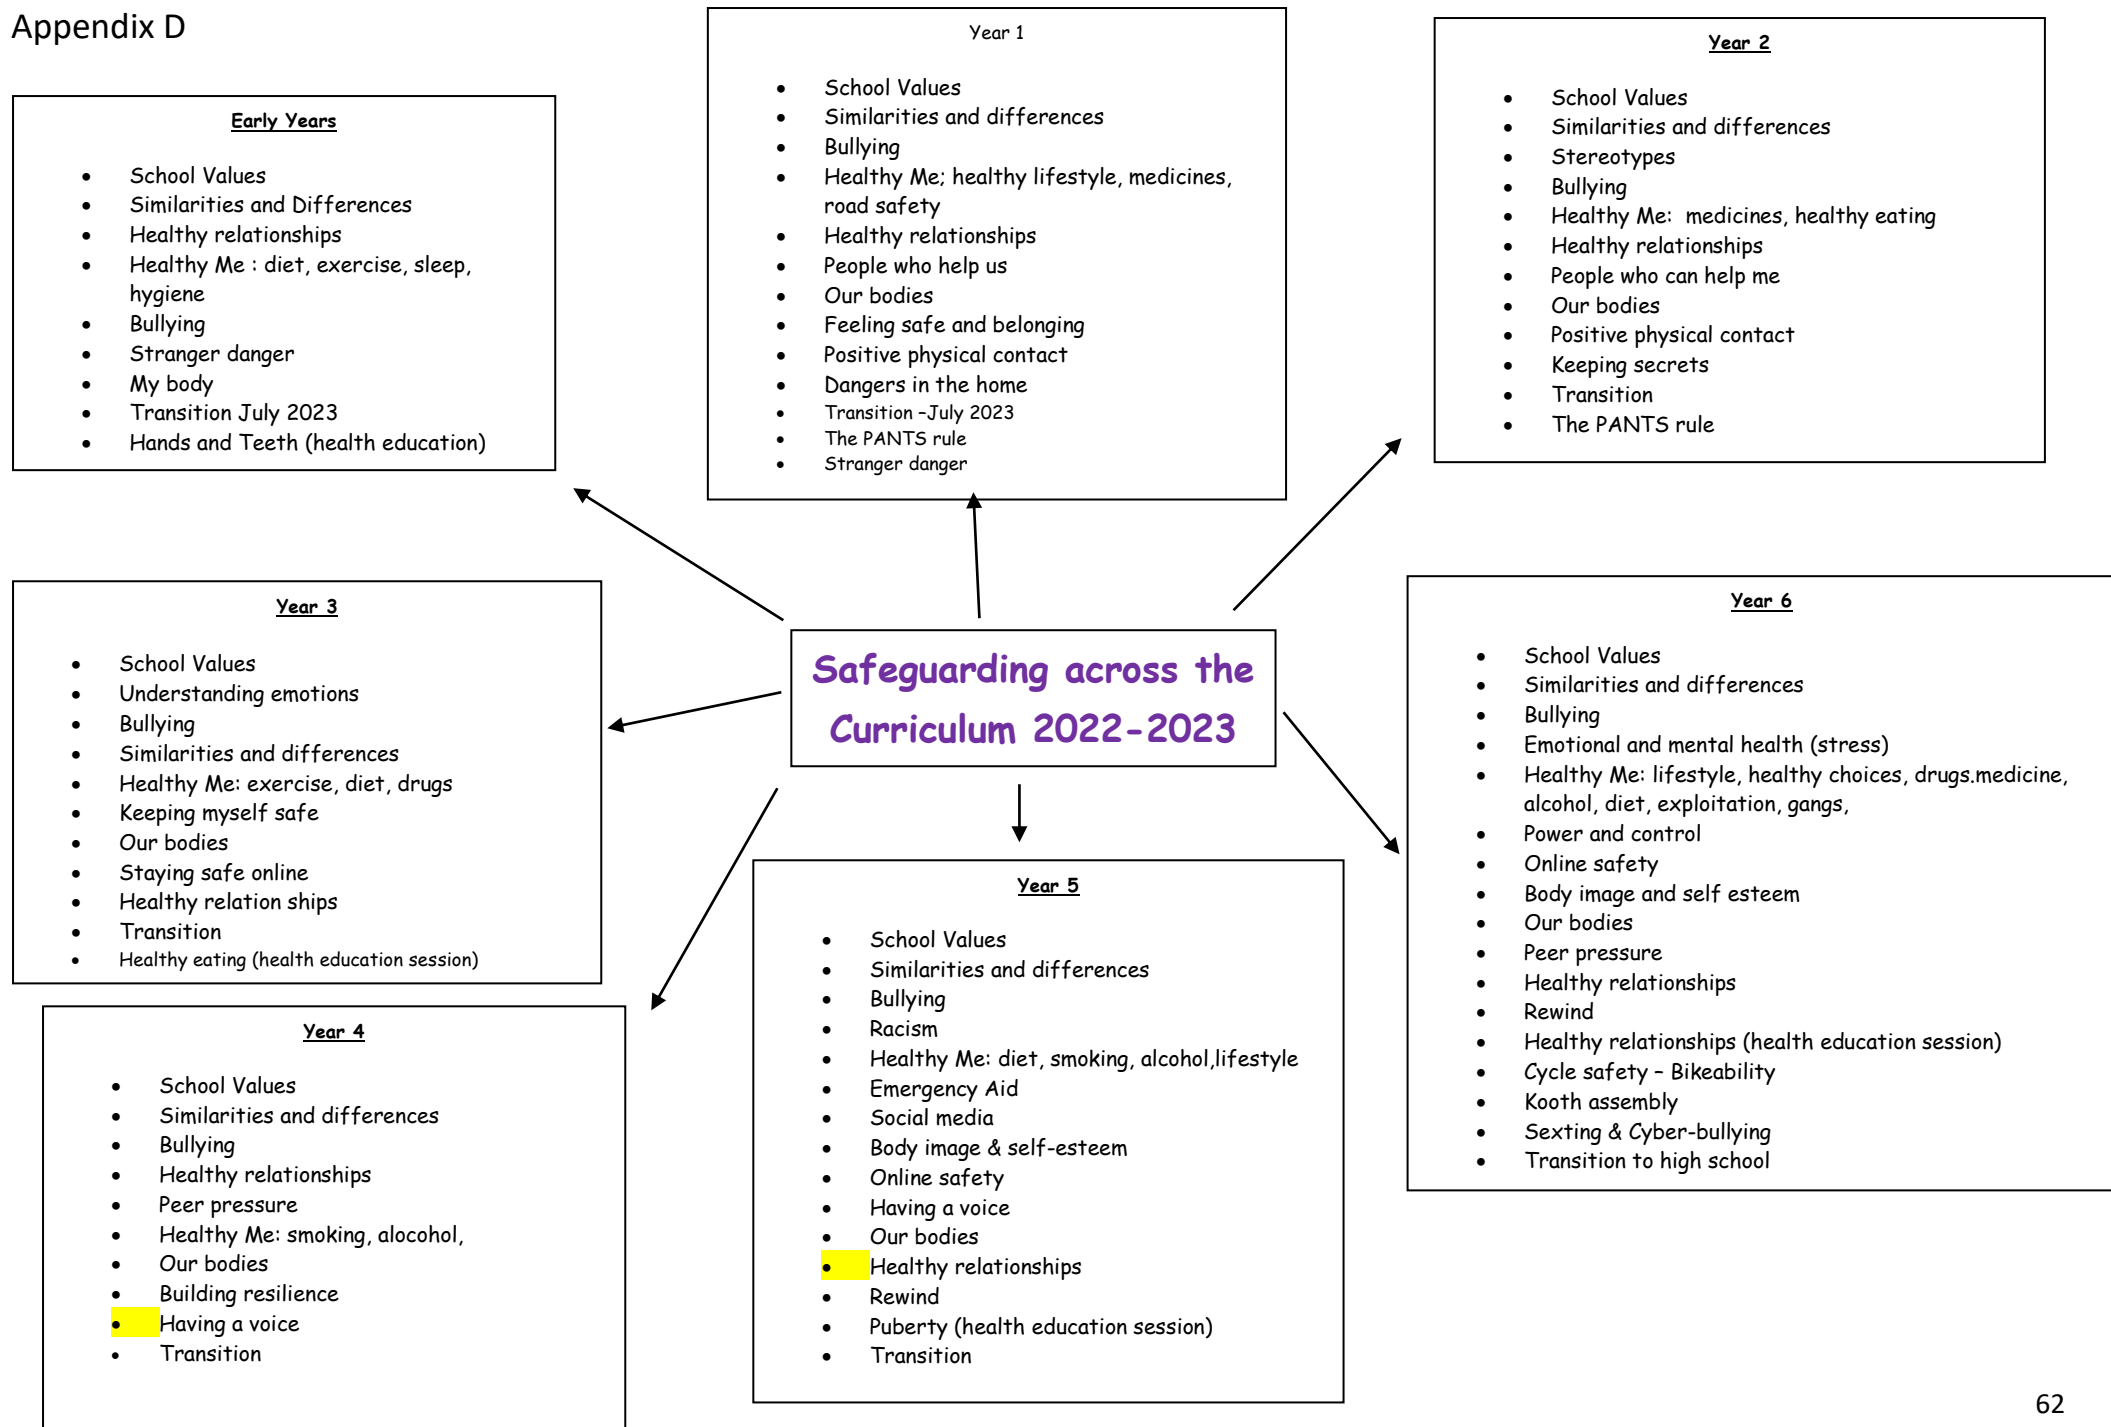 Appendix D
Early Years
• School Values
• Similarities and Differences
• Healthy relationships
• Healthy Me : diet, exercise, sleep,
hygiene
• Bullying
• Stranger danger
• My body
• Transition July 2023
• Hands and Teeth (health education)
Year 1
• School Values
• Similarities and differences
• Bullying
• Healthy Me; healthy lifestyle, medicines,
road safety
• Healthy relationships
• People who help us
• Our bodies
• Feeling safe and belonging
• Positive physical contact
• Dangers in the home
• Transition –July 2023
• The PANTS rule
• Stranger danger
Year 2
• School Values
• Similarities and differences
• Stereotypes
• Bullying
• Healthy Me:  medicines, healthy eating
• Healthy relationships
• People who can help me
• Our bodies
• Positive physical contact
• Keeping secrets
• Transition
• The PANTS rule
Safeguarding across the
Curriculum 2022-2023
Year 3
• School Values
• Understanding emotions
• Bullying
• Similarities and differences
• Healthy Me: exercise, diet, drugs
• Keeping myself safe
• Our bodies
• Staying safe online
• Healthy relation ships
• Transition
• Healthy eating (health education session)
Year 4
• School Values
• Similarities and differences
• Bullying
• Healthy relationships
• Peer pressure
• Healthy Me: smoking, alocohol,
• Our bodies
• Building resilience
• Having a voice
• Transition
Year 5
• School Values
• Similarities and differences
• Bullying
• Racism
• Healthy Me: diet, smoking, alcohol,lifestyle
• Emergency Aid
• Social media
• Body image & self-esteem
• Online safety
• Having a voice
• Our bodies
• Healthy relationships
• Rewind
• Puberty (health education session)
• Transition
Year 6
• School Values
• Similarities and differences
• Bullying
• Emotional and mental health (stress)
• Healthy Me: lifestyle, healthy choices, drugs.medicine,
alcohol, diet, exploitation, gangs,
• Power and control
• Online safety
• Body image and self esteem
• Our bodies
• Peer pressure
• Healthy relationships
• Rewind
• Healthy relationships (health education session)
• Cycle safety – Bikeability
• Kooth assembly
• Sexting & Cyber-bullying
• Transition to high school
62